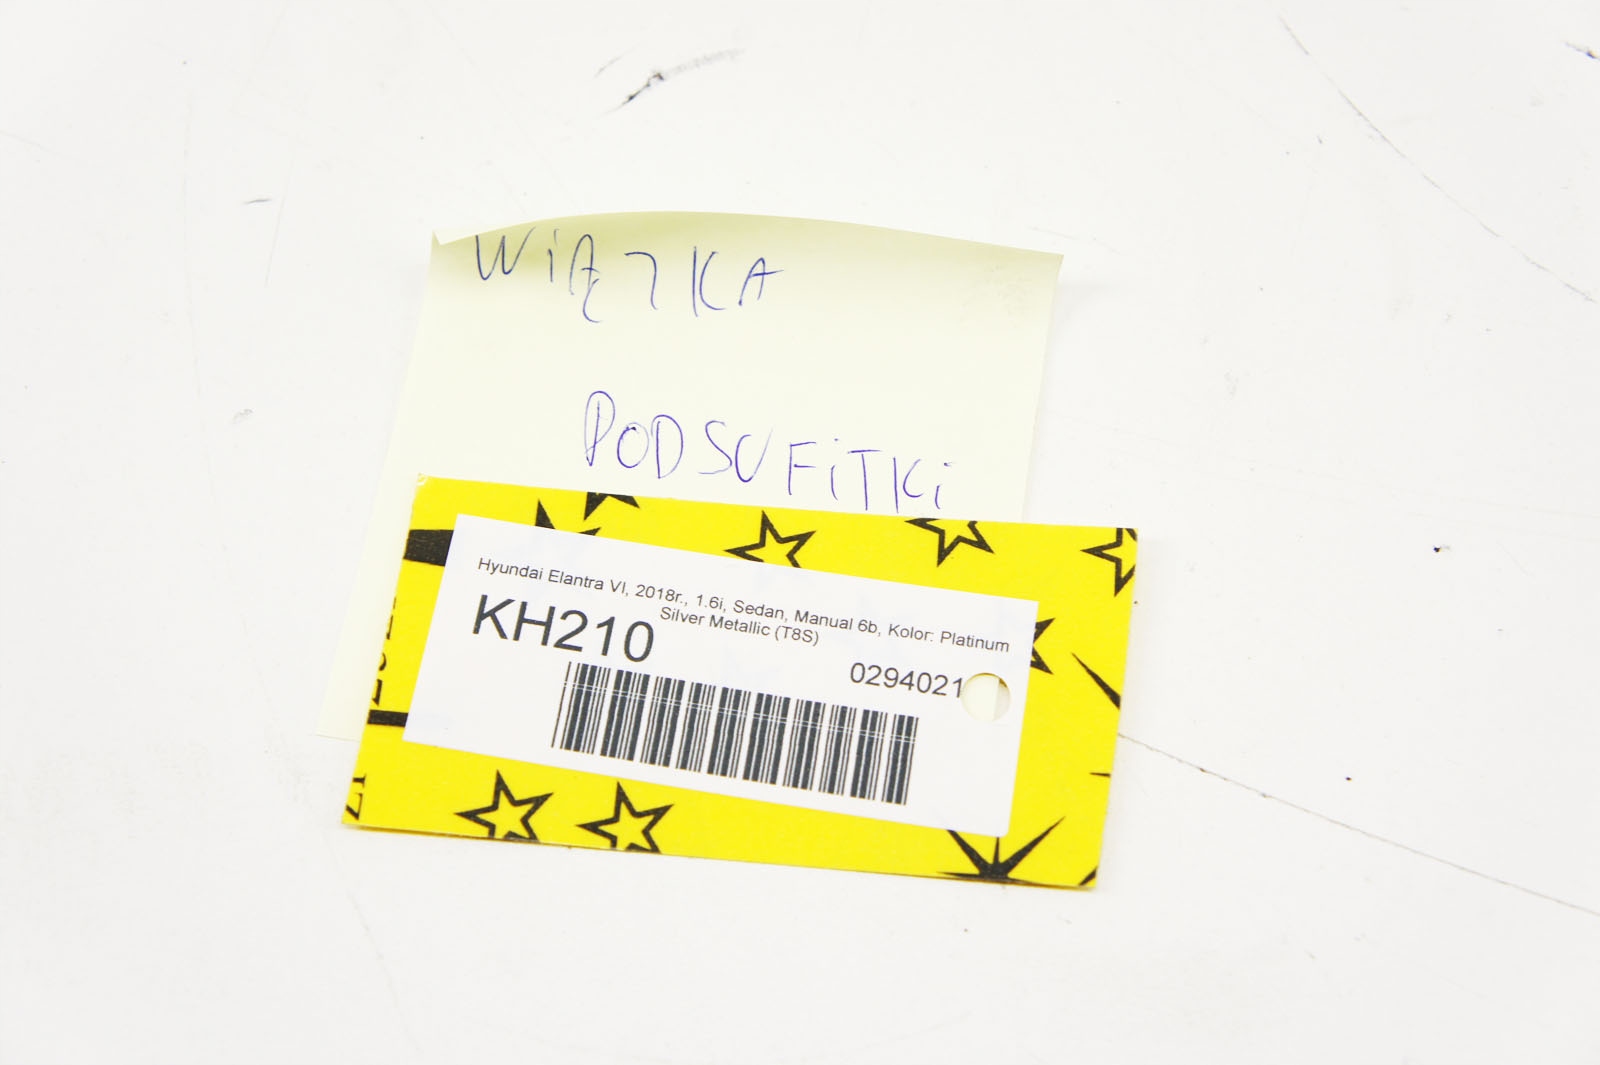 WiĄZKA
PODSUFiTKi
Hyundai Elantra VI, 2018r., 1.6i, Sedan, Manual 6b, Kolor: Platinum
Silver Metallic (T8S)
KH210
0294021